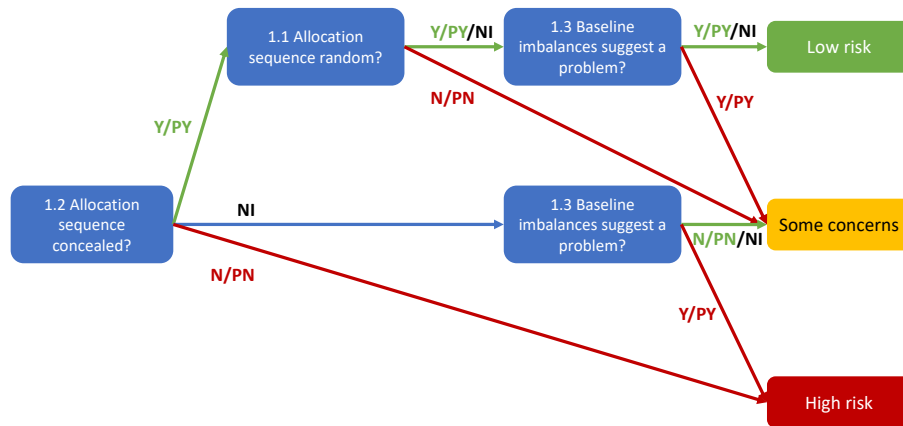 1.1 Allocation
sequence random?
Y/PY/NI
1.3 Baseline
imbalances suggest a
problem?
Y/PY/NI
Low risk
N/PN
Y/PY
Y/PY
1.2 Allocation
sequence
concealed?
NI
1.3 Baseline
imbalances suggest a
problem?
N/PN/NI
Some concerns
N/PN
Y/PY
High risk